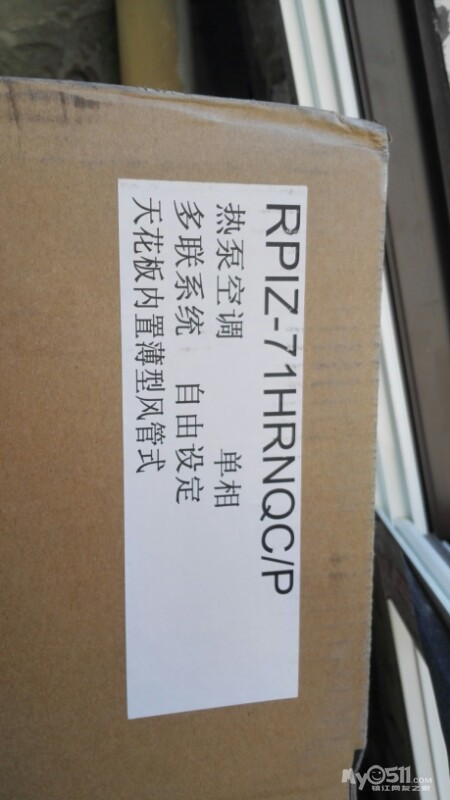 RPIZ-71HRNQC/P
热泵空调 单相
多联系统 自由设定
天花板内置薄型风管式
MyO511.COM
镇江网友之家